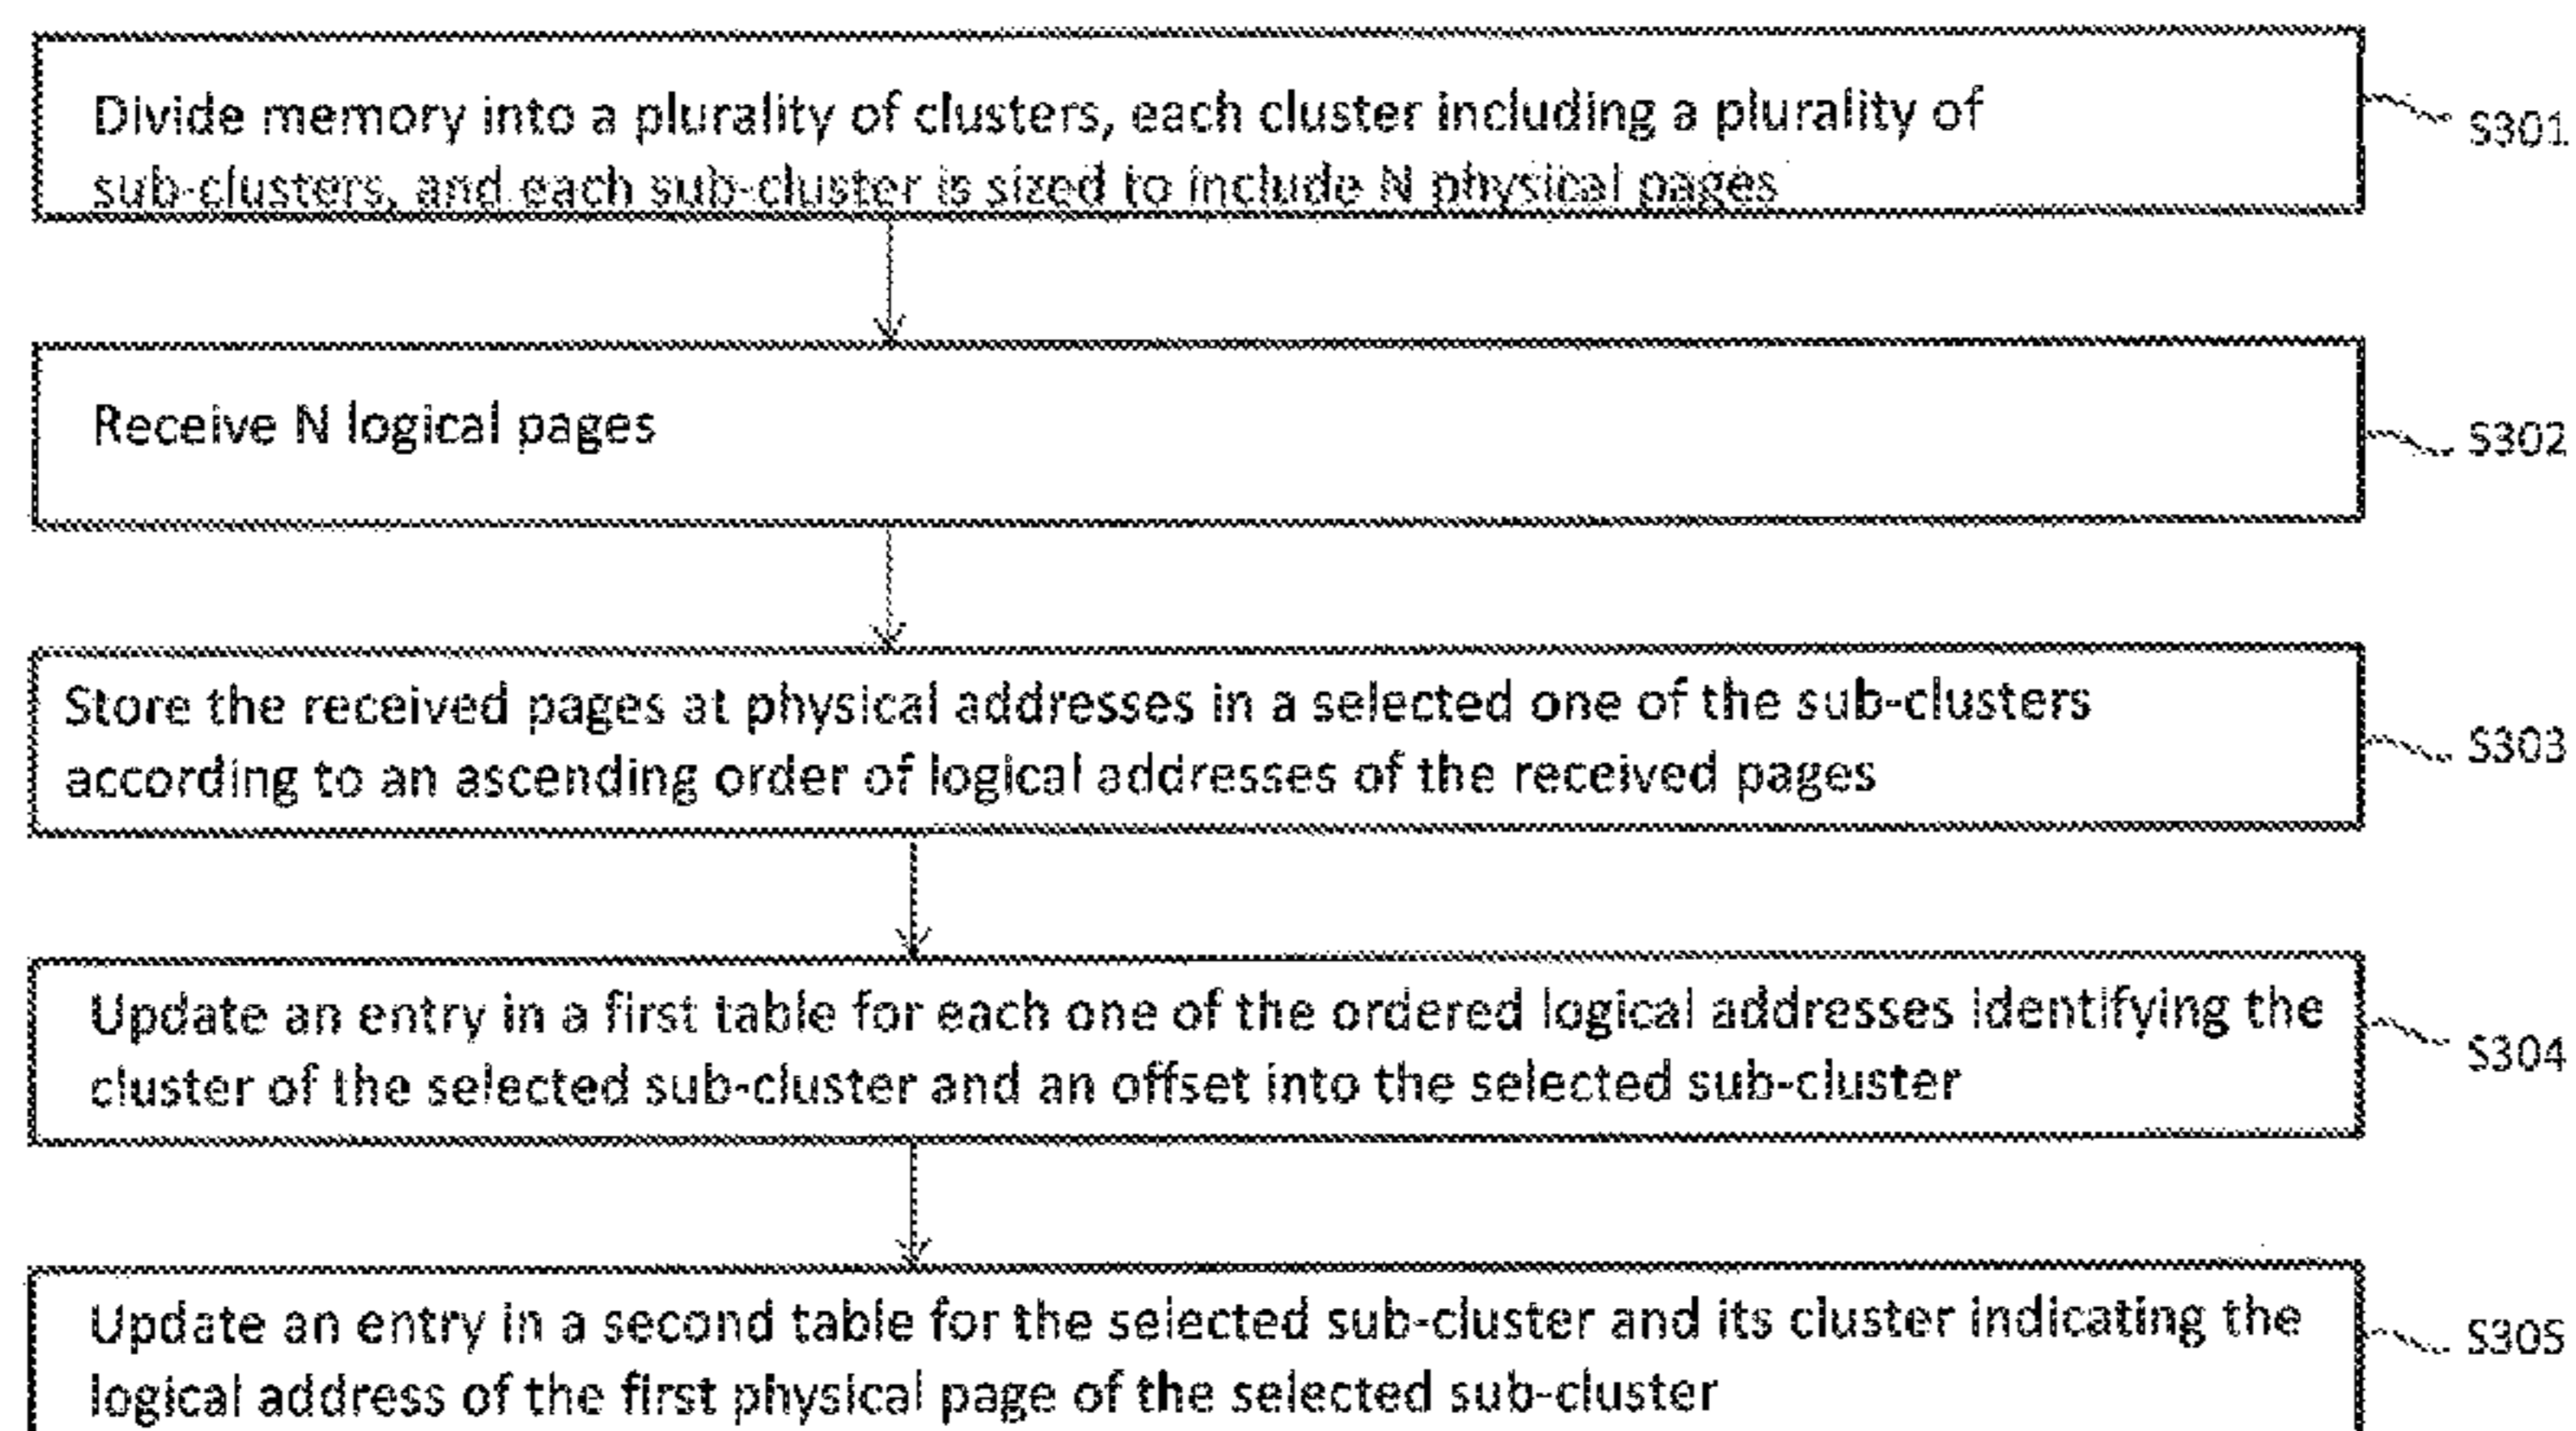 Divide memory into a plurality of clusters, each cluster including a plurality of
sub-clusters, and each sub-cluster is sized to include N physical pages
S301
Receive N logical pages
S302
Store the received pages at physical addresses in a selected one of the sub-clusters
according to an ascending order of logical addresses of the received pages
S303
Update an entry in a first table for each one of the ordered logical addresses identifying the
cluster of the selected sub-cluster and an offset into the selected sub-cluster
S304
Update an entry in a second table for the selected sub-cluster and its cluster indicating the
logical address of the first physical page of the selected sub-cluster
S305